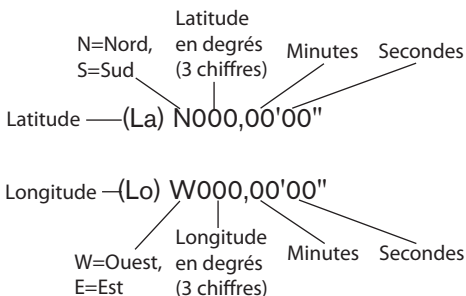 Latitude
N=Nord, en degrés Minutes Secondes
S=Sud (3 chiffres)
Latitude (La) N000,00'00"
Longitude (Lo) W000,00'00"
Longitude
W=Ouest, en degrés Minutes Secondes
E=Est (3 chiffres)